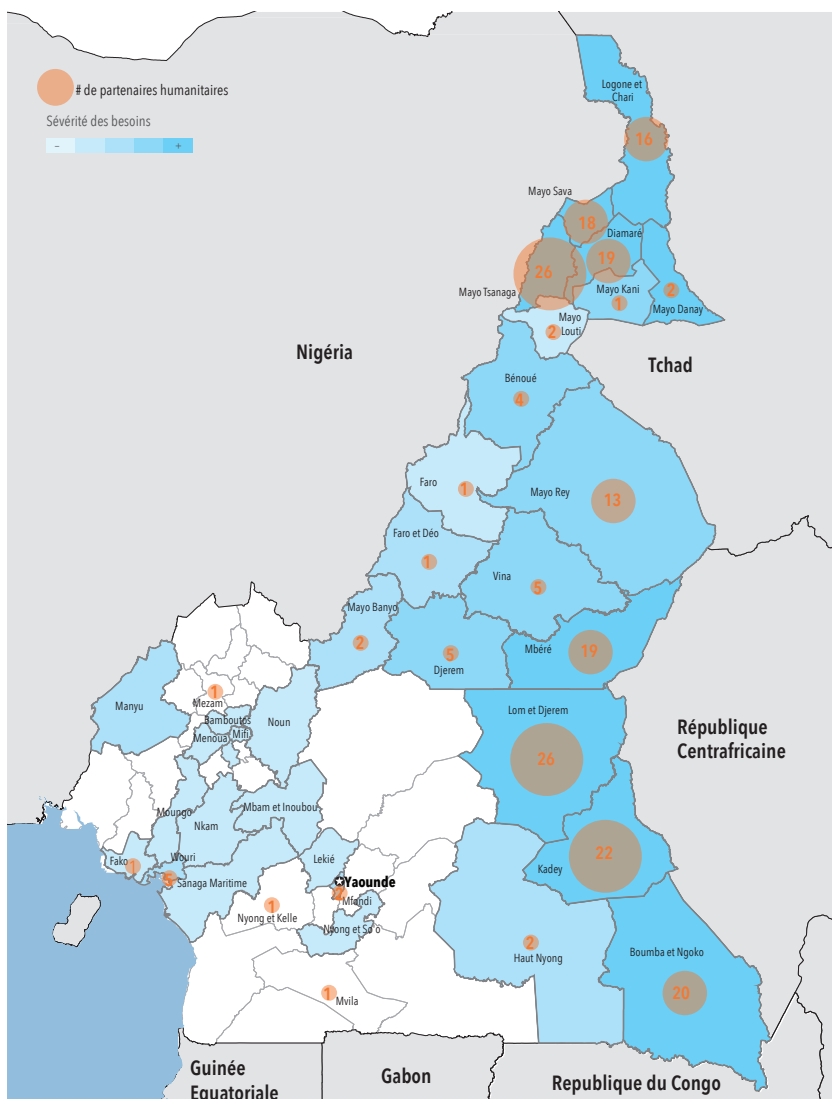 # de partenaires humanitaires
Sévérité des besoins
-
+
Logone et
Chari
16
Mayo Sava
18
Diamaré
19
26
Mayo Tsanaga
Mayo Kani
1
2
Mayo Danay
Mayo
Louti
2
Nigéria
Tchad
Bénoué
4
Faro
1
Mayo Rey
13
Faro et Déo
1
Vina
5
Mayo Banyo
2
Djerem
5
Mbéré
19
Manyu
1
Mezam
Bamboutos
Noun
Menoua
Mifi
Lom et Djerem
26
République
Centrafricaine
Moungo
Nkam
Mbam et Inoubou
Kadey
22
Fako
1
Wouri
5
Sanaga Maritime
Lekié
Yaounde
Mfandi
1
Nyong et Kelle
Nyong et So'o
2
Haut Nyong
Boumba et Ngoko
20
1
Mvila
Guinée
Equatoriale
Gabon
Republique du Congo